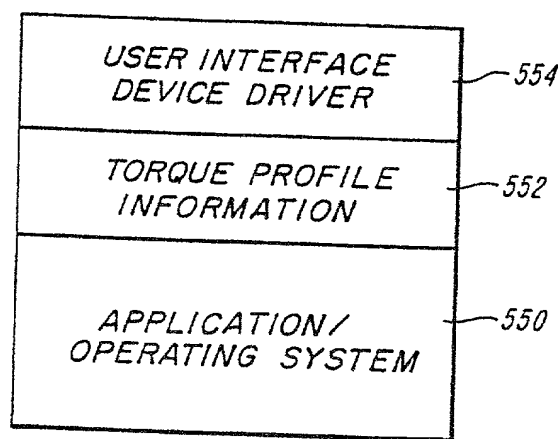 USER INTERFACE
DEVICE DRIVER
554
TORQUE PROFILE
INFORMATION
552
APPLICATION/
OPERATING SYSTEM
550